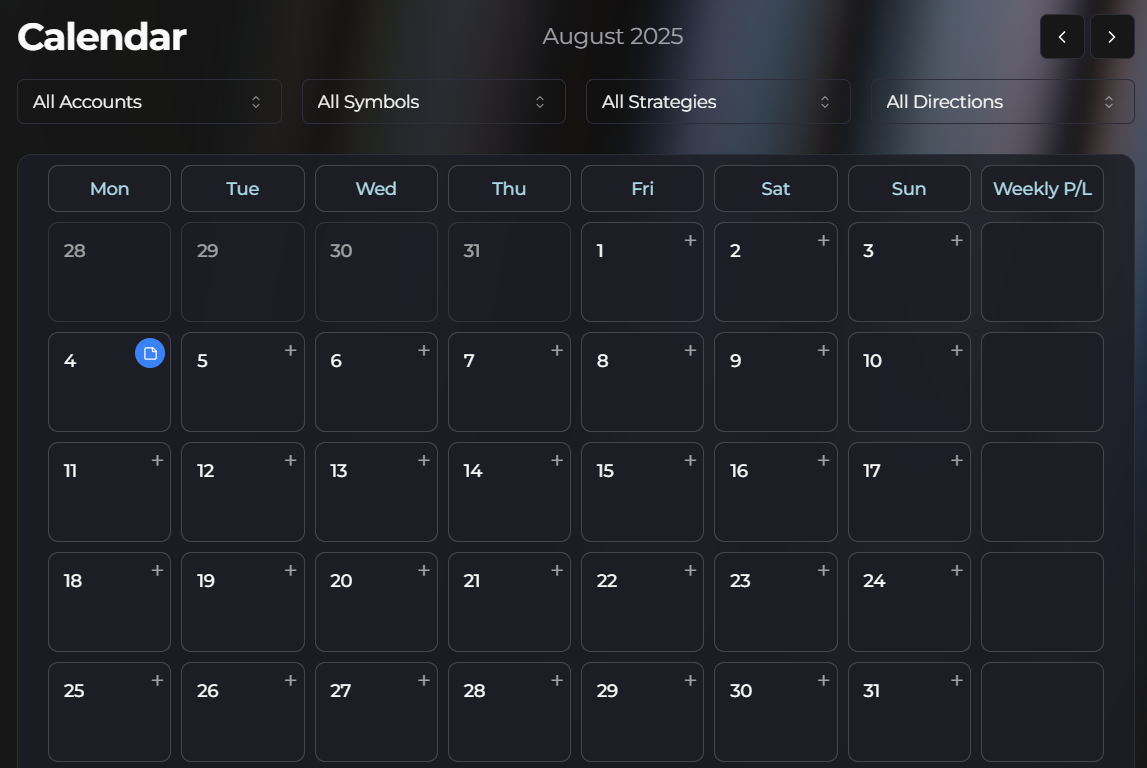 Calendar
August 2025
All Accounts All Symbols All Strategies All Directions
Mon Tue Wed Thu Fri Sat Sun Weekly P/L
28 29 30 31 1 2 3
4 5 6 7 8 9 10
11 12 13 14 15 16 17
18 19 20 21 22 23 24
25 26 27 28 29 30 31